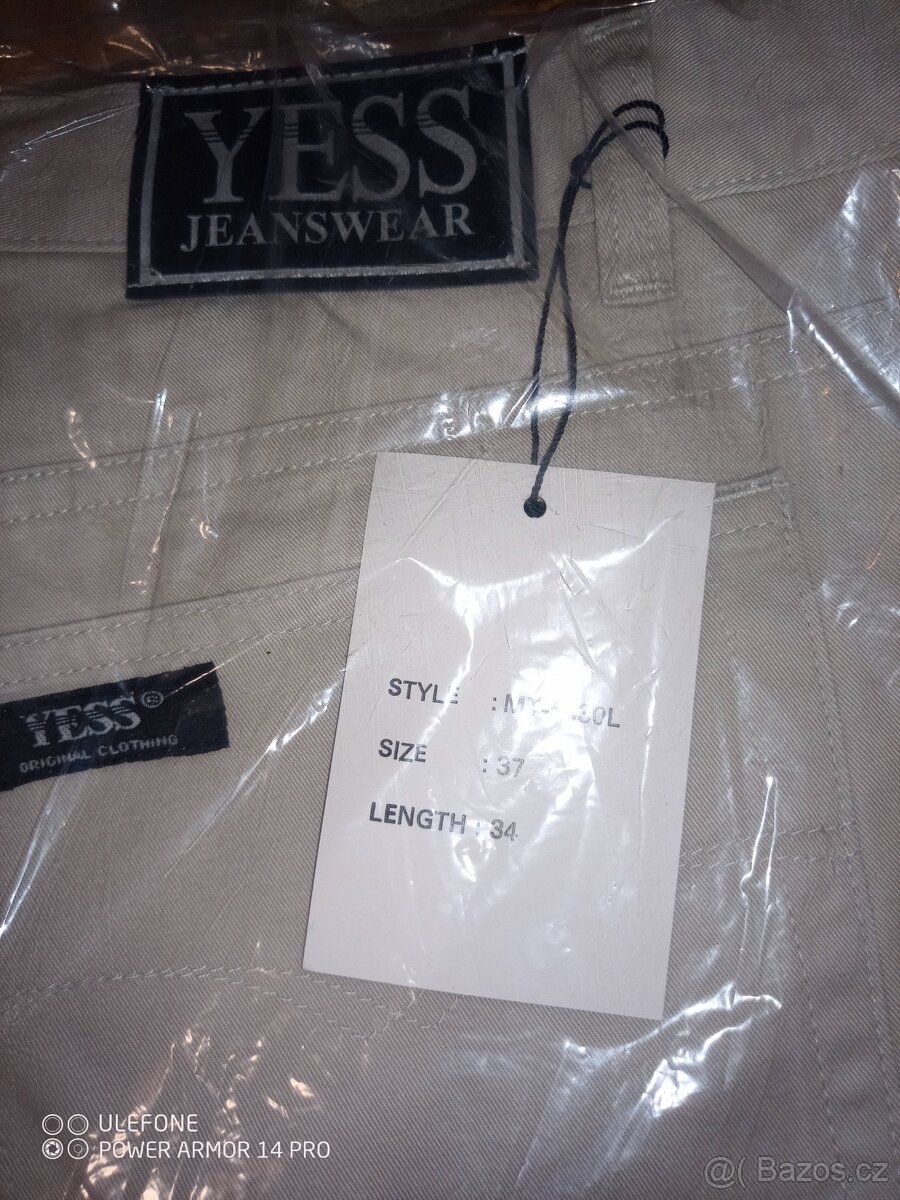 YESS
JEANSWEAR
STYLE :
SIZE : 37
LENGTH : 34
YESS®
ORIGINAL CLOTHING
ULEFONE
POWER ARMOR 14 PRO
@( Bazos.cz